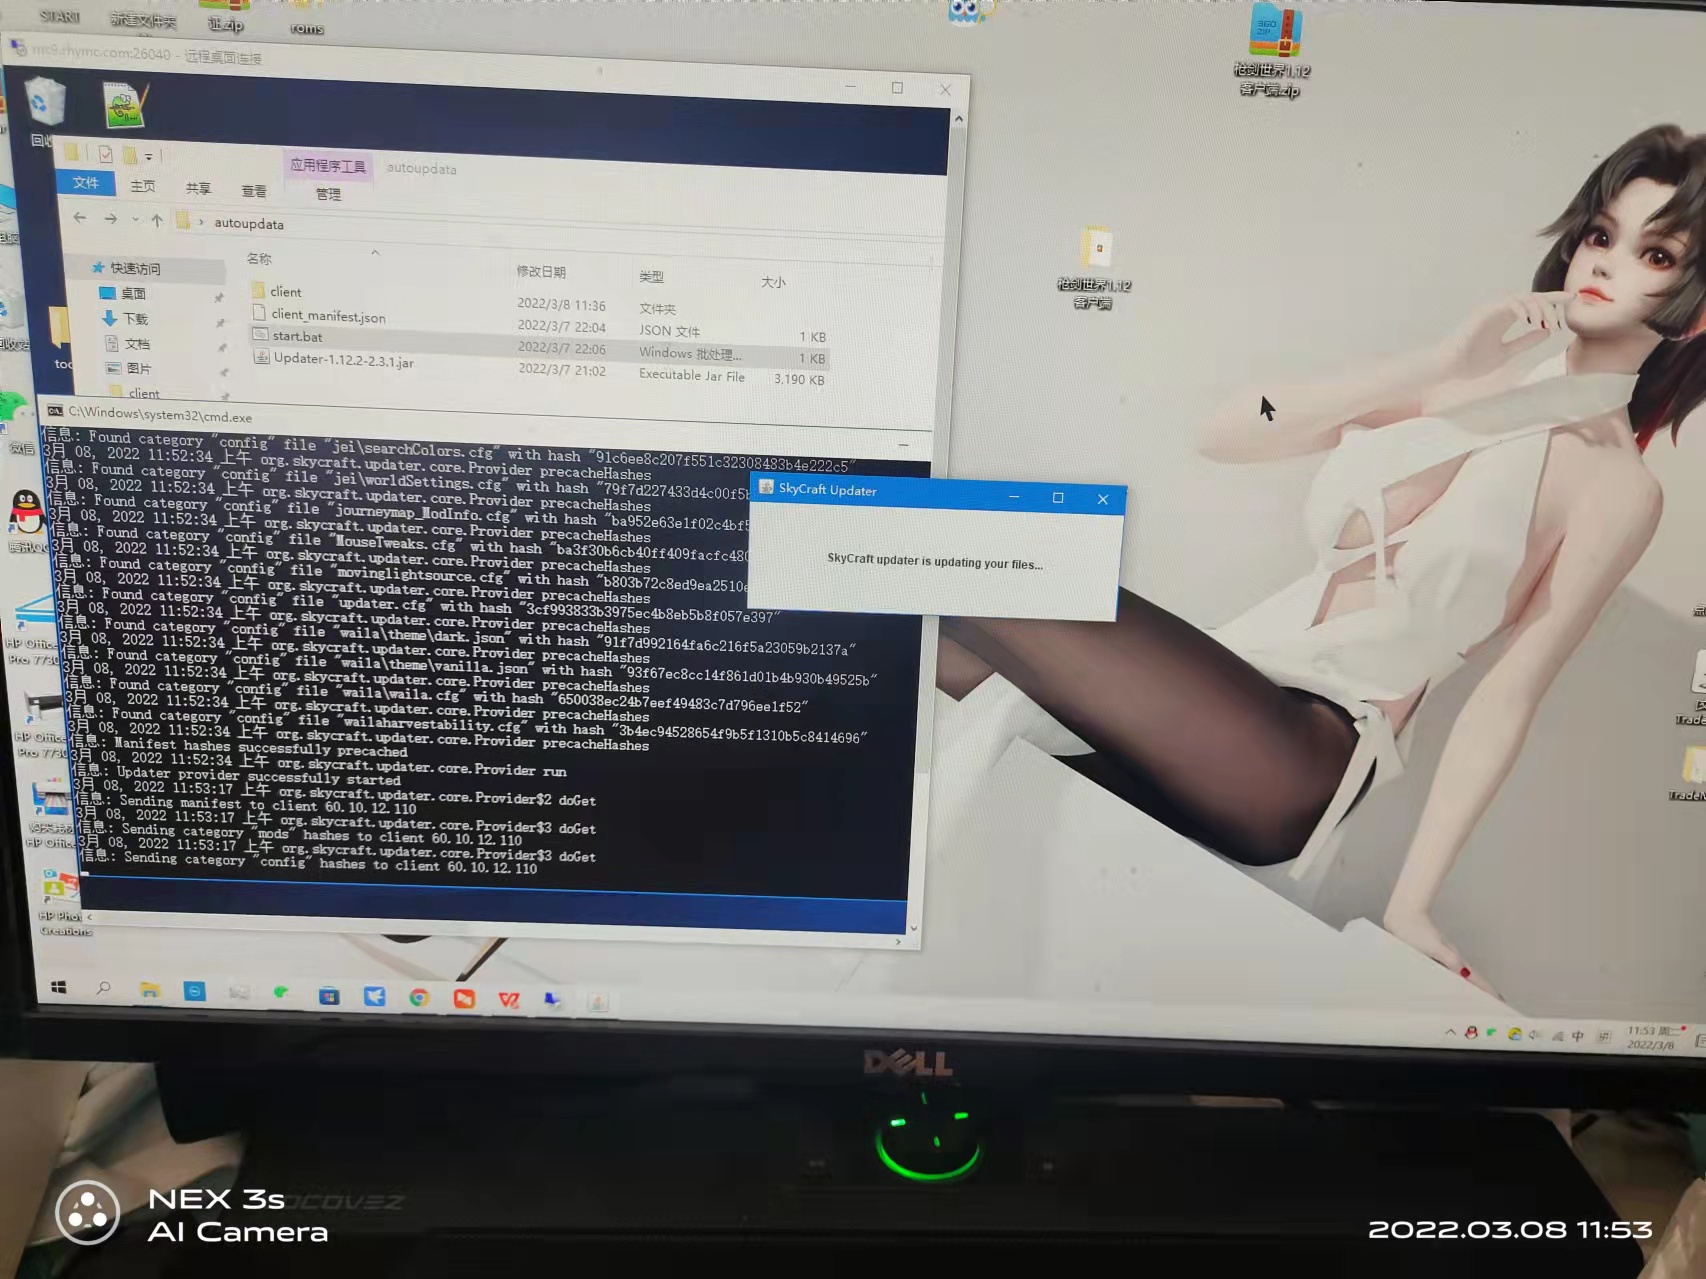 START
新建文件夹
证.zip
roms
ms9.rhymc.com:26040 - 远程桌面连接
枪剑世界1.12
客户端.zip
枪剑世界1.12
客户端
应用程序工具
autoupdata
文件
主页
共享
查看
管理
autoupdata
名称
修改日期
类型
大小
快速访问
桌面
下载
文档
图片
client
client
2022/3/8 11:36
文件夹
client_manifest.json
2022/3/7 22:04
JSON 文件
1 KB
start.bat
2022/3/7 22:06
Windows 批处理...
1 KB
Updater-1.12.2-2.3.1.jar
2022/3/7 21:02
Executable Jar File
3,190 KB
C:\Windows\system32\cmd.exe
信息: Found category "config" file "jei\searchColors.cfg" with hash "91c6ee8c207f551c32308483b4e222c5"
3月 08, 2022 11:52:34 上午 org.skycraft.updater.core.Provider precacheHashes
信息: Found category "config" file "jei\worldSettings.cfg" with hash "79f7d227433d4c00f5b
3月 08, 2022 11:52:34 上午 org.skycraft.updater.core.Provider precacheHashes
信息: Found category "config" file "journeymap_ModInfo.cfg" with hash "ba952e63e1f02c4bf5
3月 08, 2022 11:52:34 上午 org.skycraft.updater.core.Provider precacheHashes
信息: Found category "config" file "MouseTweaks.cfg" with hash "ba3f30b6cb40ff409facfc480
3月 08, 2022 11:52:34 上午 org.skycraft.updater.core.Provider precacheHashes
信息: Found category "config" file "movinglightsource.cfg" with hash "b803b72c8ed9ea2510e
3月 08, 2022 11:52:34 上午 org.skycraft.updater.core.Provider precacheHashes
信息: Found category "config" file "updater.cfg" with hash "3cf993833b3975ec4b8eb5b8f057e397"
3月 08, 2022 11:52:34 上午 org.skycraft.updater.core.Provider precacheHashes
信息: Found category "config" file "waila\theme\dark.json" with hash "91f7d992164fa6c216f5a23059b2137a"
3月 08, 2022 11:52:34 上午 org.skycraft.updater.core.Provider precacheHashes
信息: Found category "config" file "waila\theme\vanilla.json" with hash "93f67ec8cc14f861d01b4b930b49525b"
3月 08, 2022 11:52:34 上午 org.skycraft.updater.core.Provider precacheHashes
信息: Found category "config" file "waila\waila.cfg" with hash "650038ec24b7eef49483c7d796ee1f52"
3月 08, 2022 11:52:34 上午 org.skycraft.updater.core.Provider precacheHashes
信息: Found category "config" file "wailaharvestability.cfg" with hash "3b4ec94528654f9b5f1310b5c8414696"
3月 08, 2022 11:52:34 上午 org.skycraft.updater.core.Provider precacheHashes
信息: Manifest hashes successfully precached
3月 08, 2022 11:52:34 上午 org.skycraft.updater.core.Provider run
信息: Updater provider successfully started
3月 08, 2022 11:53:17 上午 org.skycraft.updater.core.Provider$2 doGet
信息: Sending manifest to client 60.10.12.110
3月 08, 2022 11:53:17 上午 org.skycraft.updater.core.Provider$3 doGet
信息: Sending category "mods" hashes to client 60.10.12.110
3月 08, 2022 11:53:17 上午 org.skycraft.updater.core.Provider$3 doGet
信息: Sending category "config" hashes to client 60.10.12.110
SkyCraft Updater
SkyCraft updater is updating your files...
微信
腾讯QQ
HP Office
Pro 7730
HP Office
Pro 7730
HP Office
HP Pho
Creations
中
11:53 周二
2022/3/8
DELL
NEX 3s
AI Camera
2022.03.08 11:53